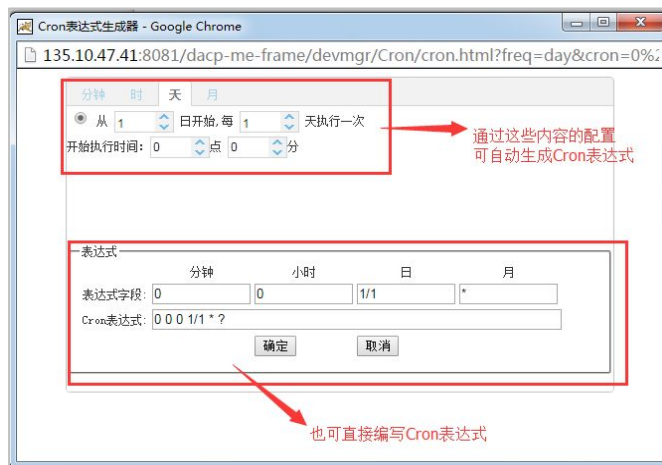 Cron表达式生成器 - Google Chrome
135.10.47.41:8081/dacp-me-frame/devmgr/Cron/cron.html?freq=day&cron=0%2
分钟 时 天 月
从 1 日开始,每 1 天执行一次
开始执行时间: 0 点 0 分
通过这些内容的配置
可自动生成Cron表达式
表达式
分钟 小时 日 月
表达式字段: 0 0 1/1 *
Cron表达式: 0 0 0 1/1 * ?
确定 取消
也可直接编写Cron表达式